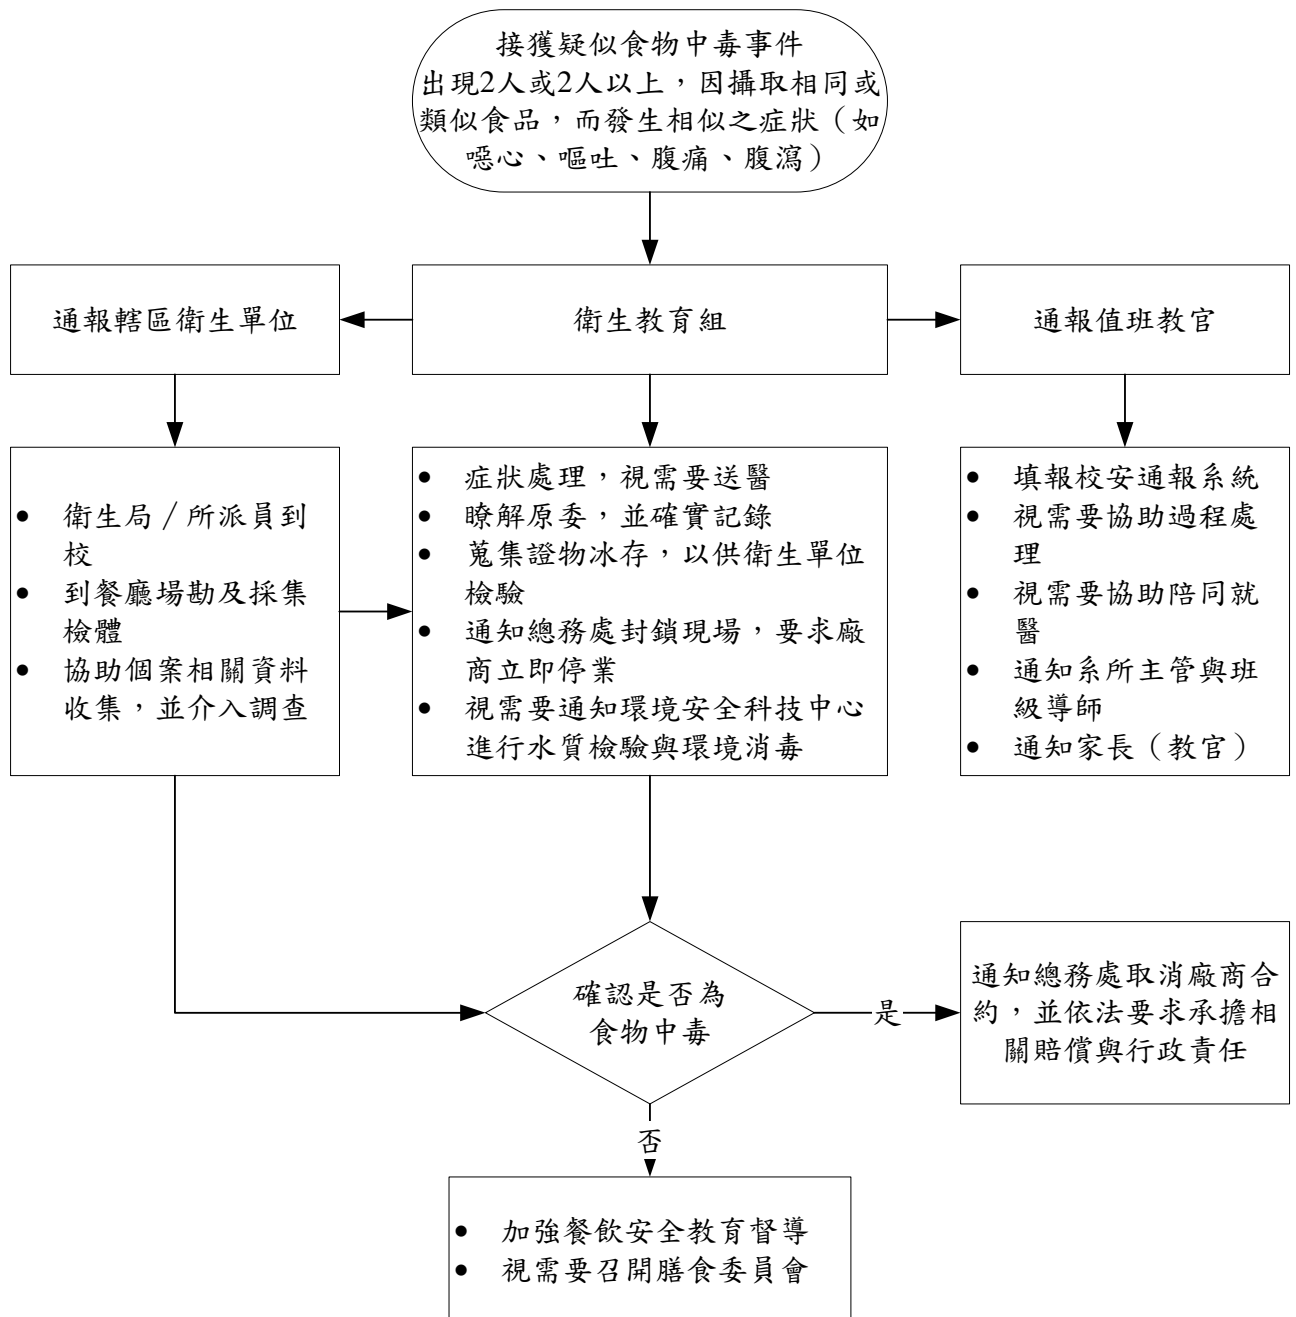 接獲疑似食物中毒事件
出現2人或2人以上，因攝取相同或
類似食品，而發生相似之症狀（如
噁心、嘔吐、腹痛、腹瀉）
通報轄區衛生單位
衛生教育組
通報值班教官
• 衛生局／所派員到
校
• 到餐廳場勘及採集
檢體
• 協助個案相關資料
收集，並介入調查
• 症狀處理，視需要送醫
• 瞭解原委，並確實記錄
• 蒐集證物冰存，以供衛生單位
檢驗
• 通知總務處封鎖現場，要求廠
商立即停業
• 視需要通知環境安全科技中心
進行水質檢驗與環境消毒
• 填報校安通報系統
• 視需要協助過程處
理
• 視需要協助陪同就
醫
• 通知系所主管與班
級導師
• 通知家長（教官）
確認是否為
食物中毒
是
通知總務處取消廠商合
約，並依法要求承擔相
關賠償與行政責任
否
• 加強餐飲安全教育督導
• 視需要召開膳食委員會